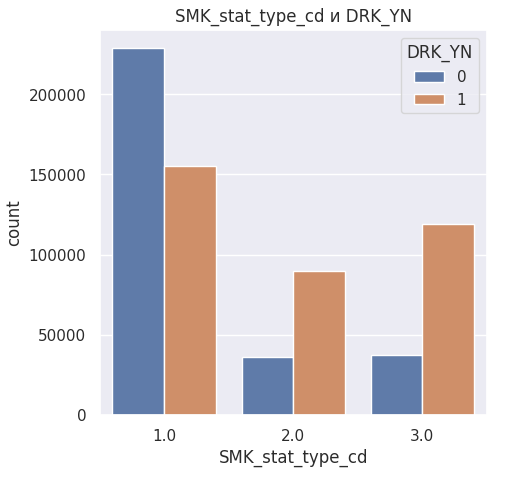 SMK_stat_type_cd и DRK_YN
DRK_YN
0
1
200000
150000
100000
50000
0
count
1.0 2.0 3.0
SMK_stat_type_cd